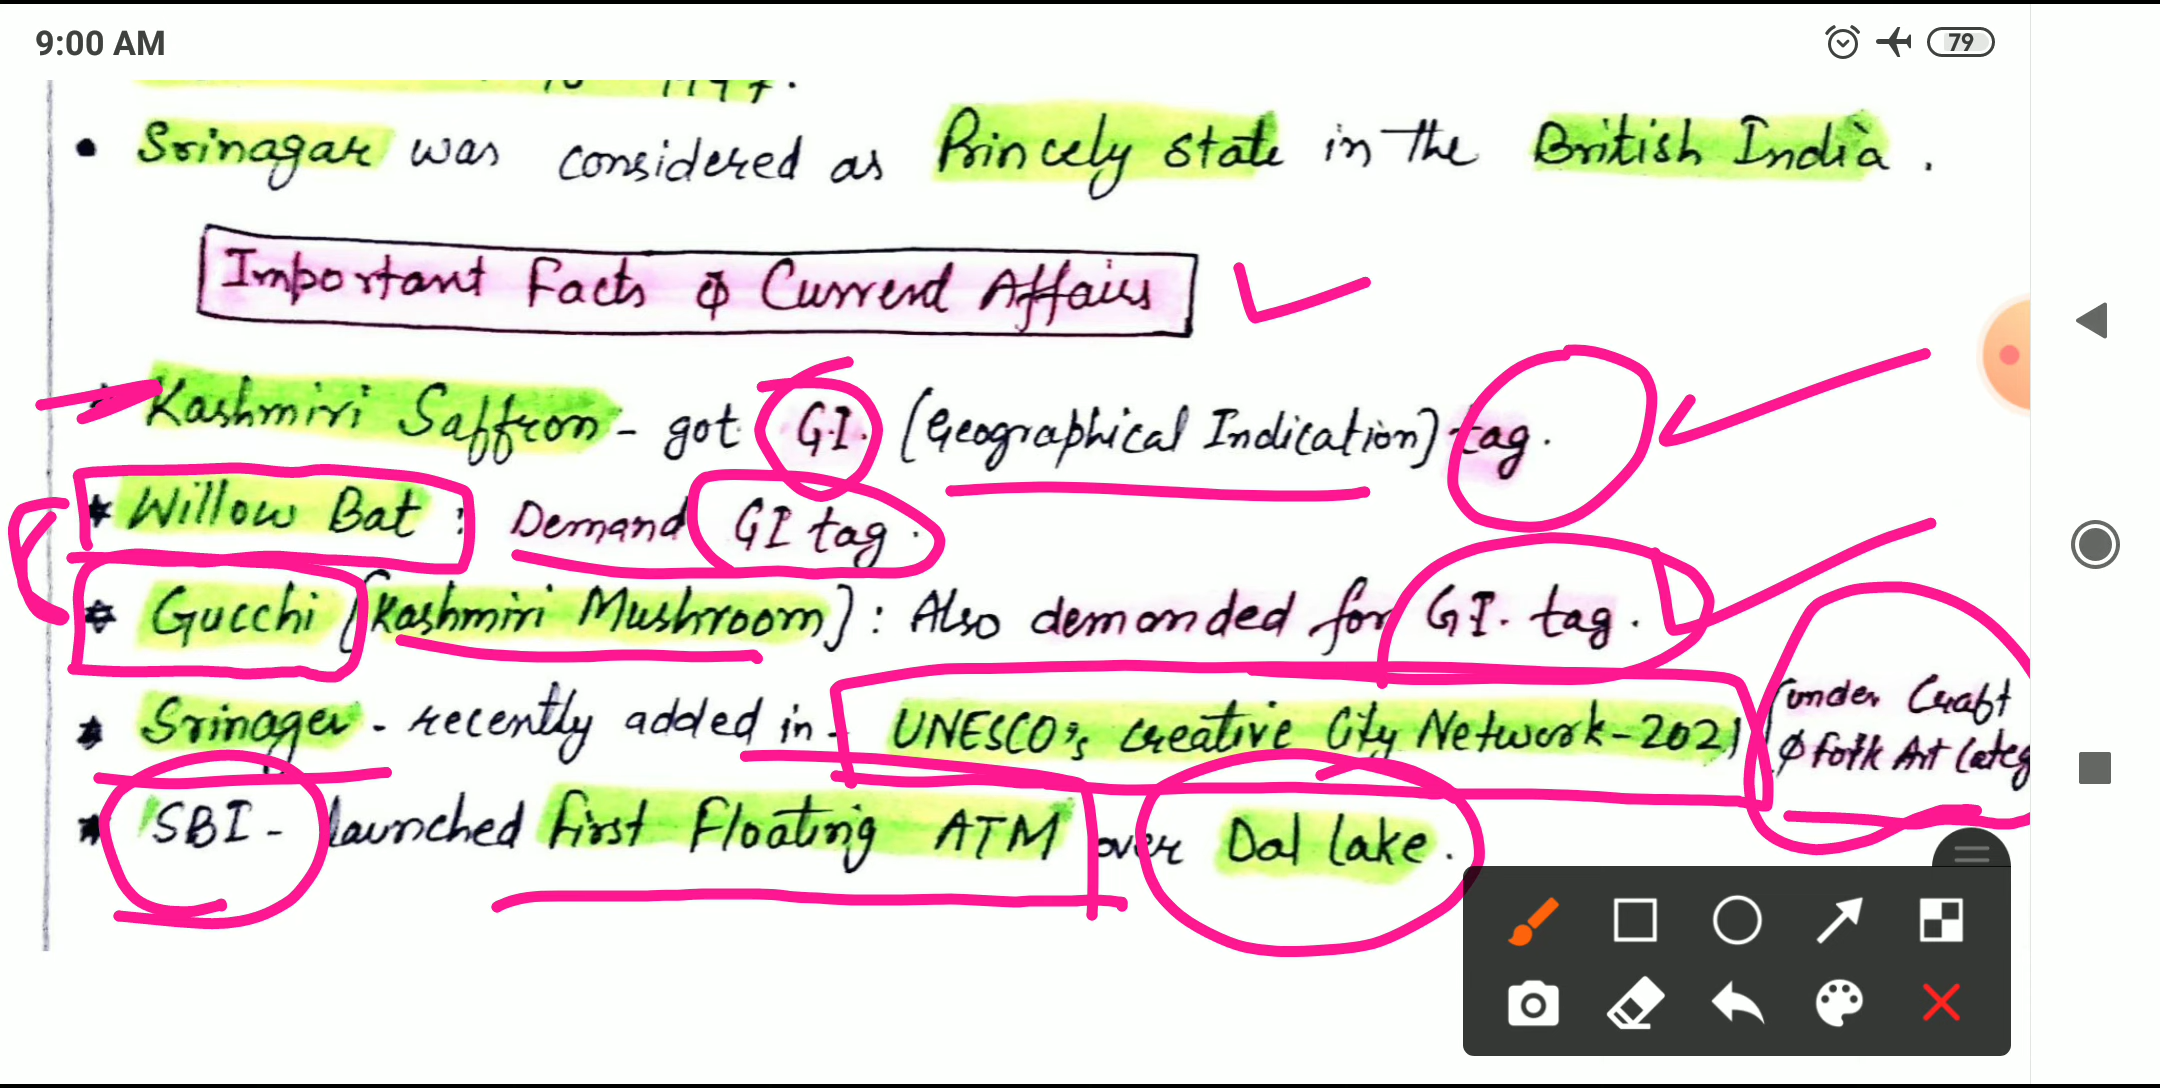 9:00 AM
79
• Srinagar was considered as Princely state in the British India.
Important Facts & Current Affairs
Kashmiri Saffron - got GI. (Geographical Indication) tag.
* Willow Bat : Demand GI tag.
* Gucchi (Kashmiri Mushroom) : Also demanded for GI. tag.
* Srinager - recently added in - UNESCO's creative City Network-2021 (under Craft
& Folk Art Categ
* SBI - launched first Floating ATM over Dal lake.